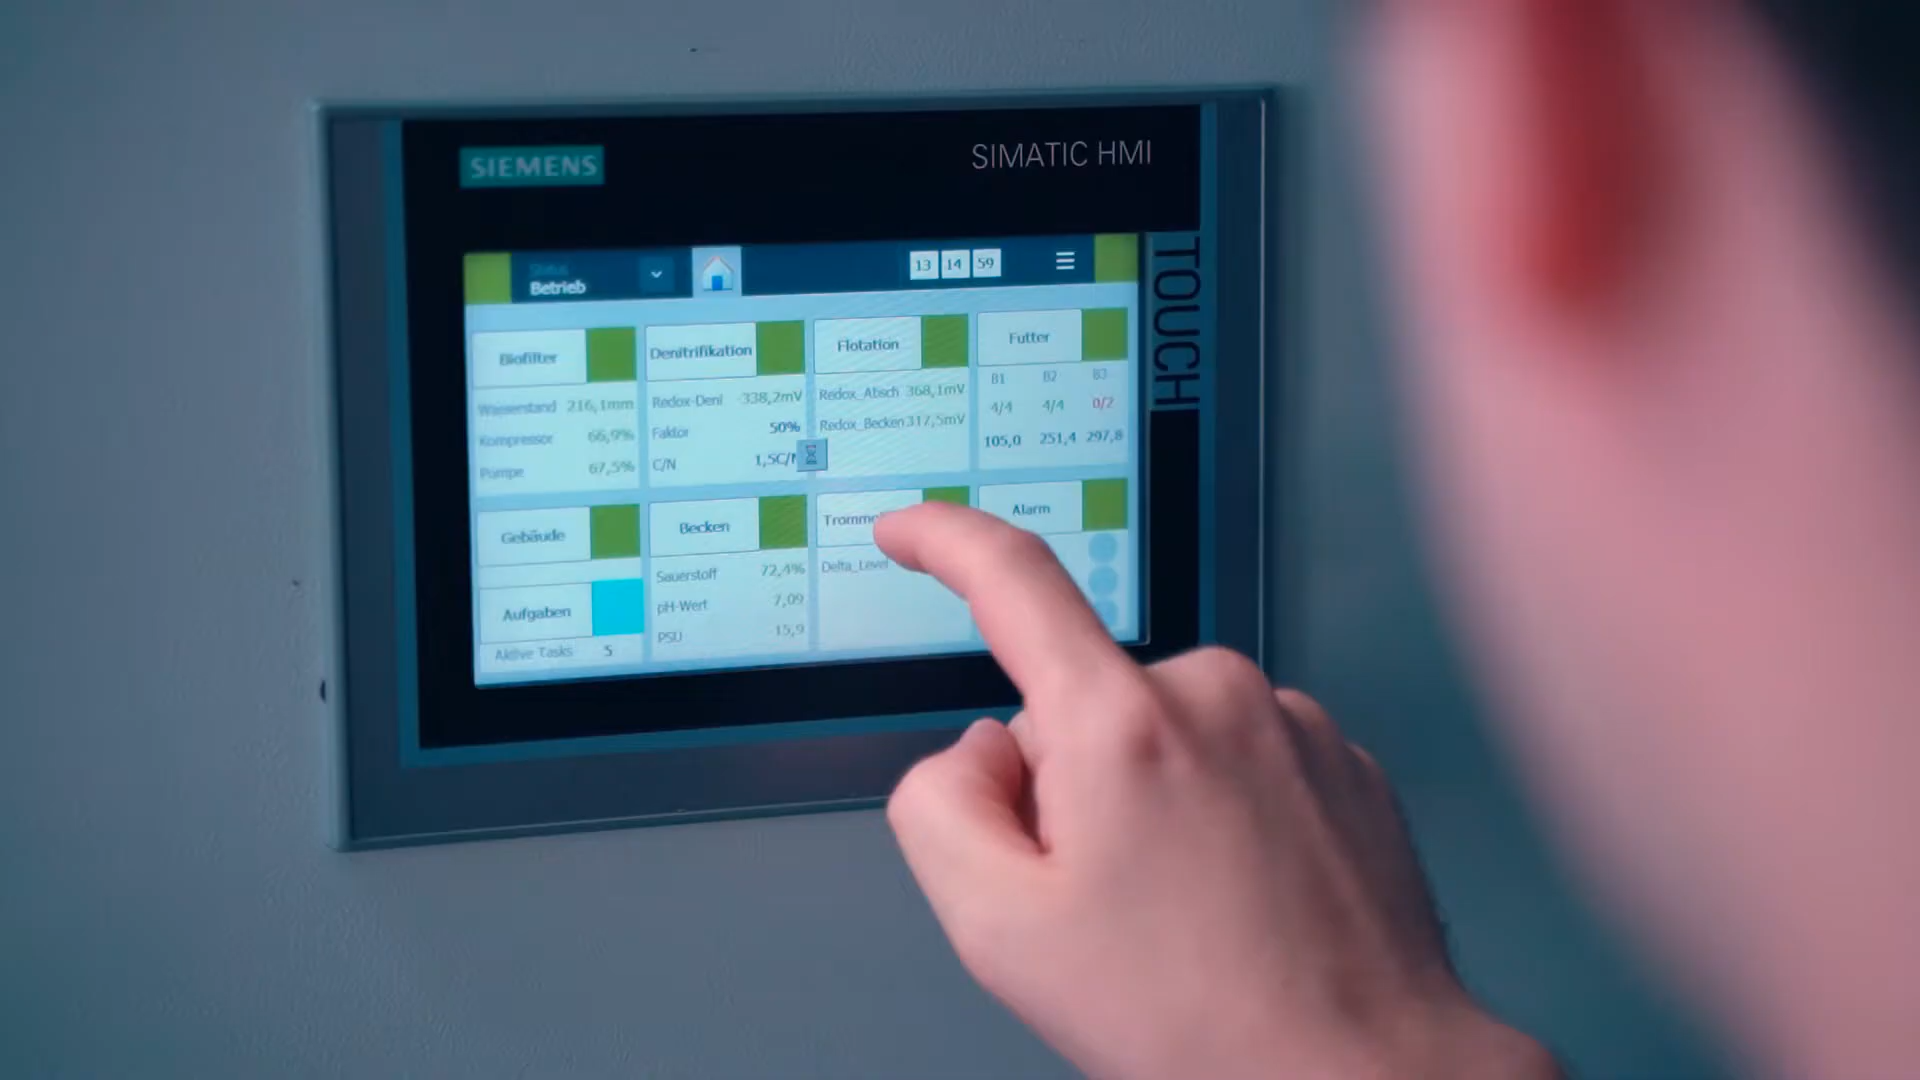 SIEMENS
SIMATIC HMI
TOUCH
Status
Betrieb
13 14 59
Biofilter
Wasserstand 216,1mm
Kompressor 66,9%
Pumpe 67,5%
Denitrifikation
Redox-Deni -338,2mV
Faktor 50%
C/N 1,5C/N
Flotation
Redox_Absch 368,1mV
Redox_Becken 317,5mV
Futter
B1 B2 B3
4/4 4/4 0/2
105,0 251,4 297,8
Gebäude
Aufgaben
Aktive Tasks 5
Becken
Sauerstoff 72,4%
pH-Wert 7,09
PSU 15,9
Delta_Level
Alarm